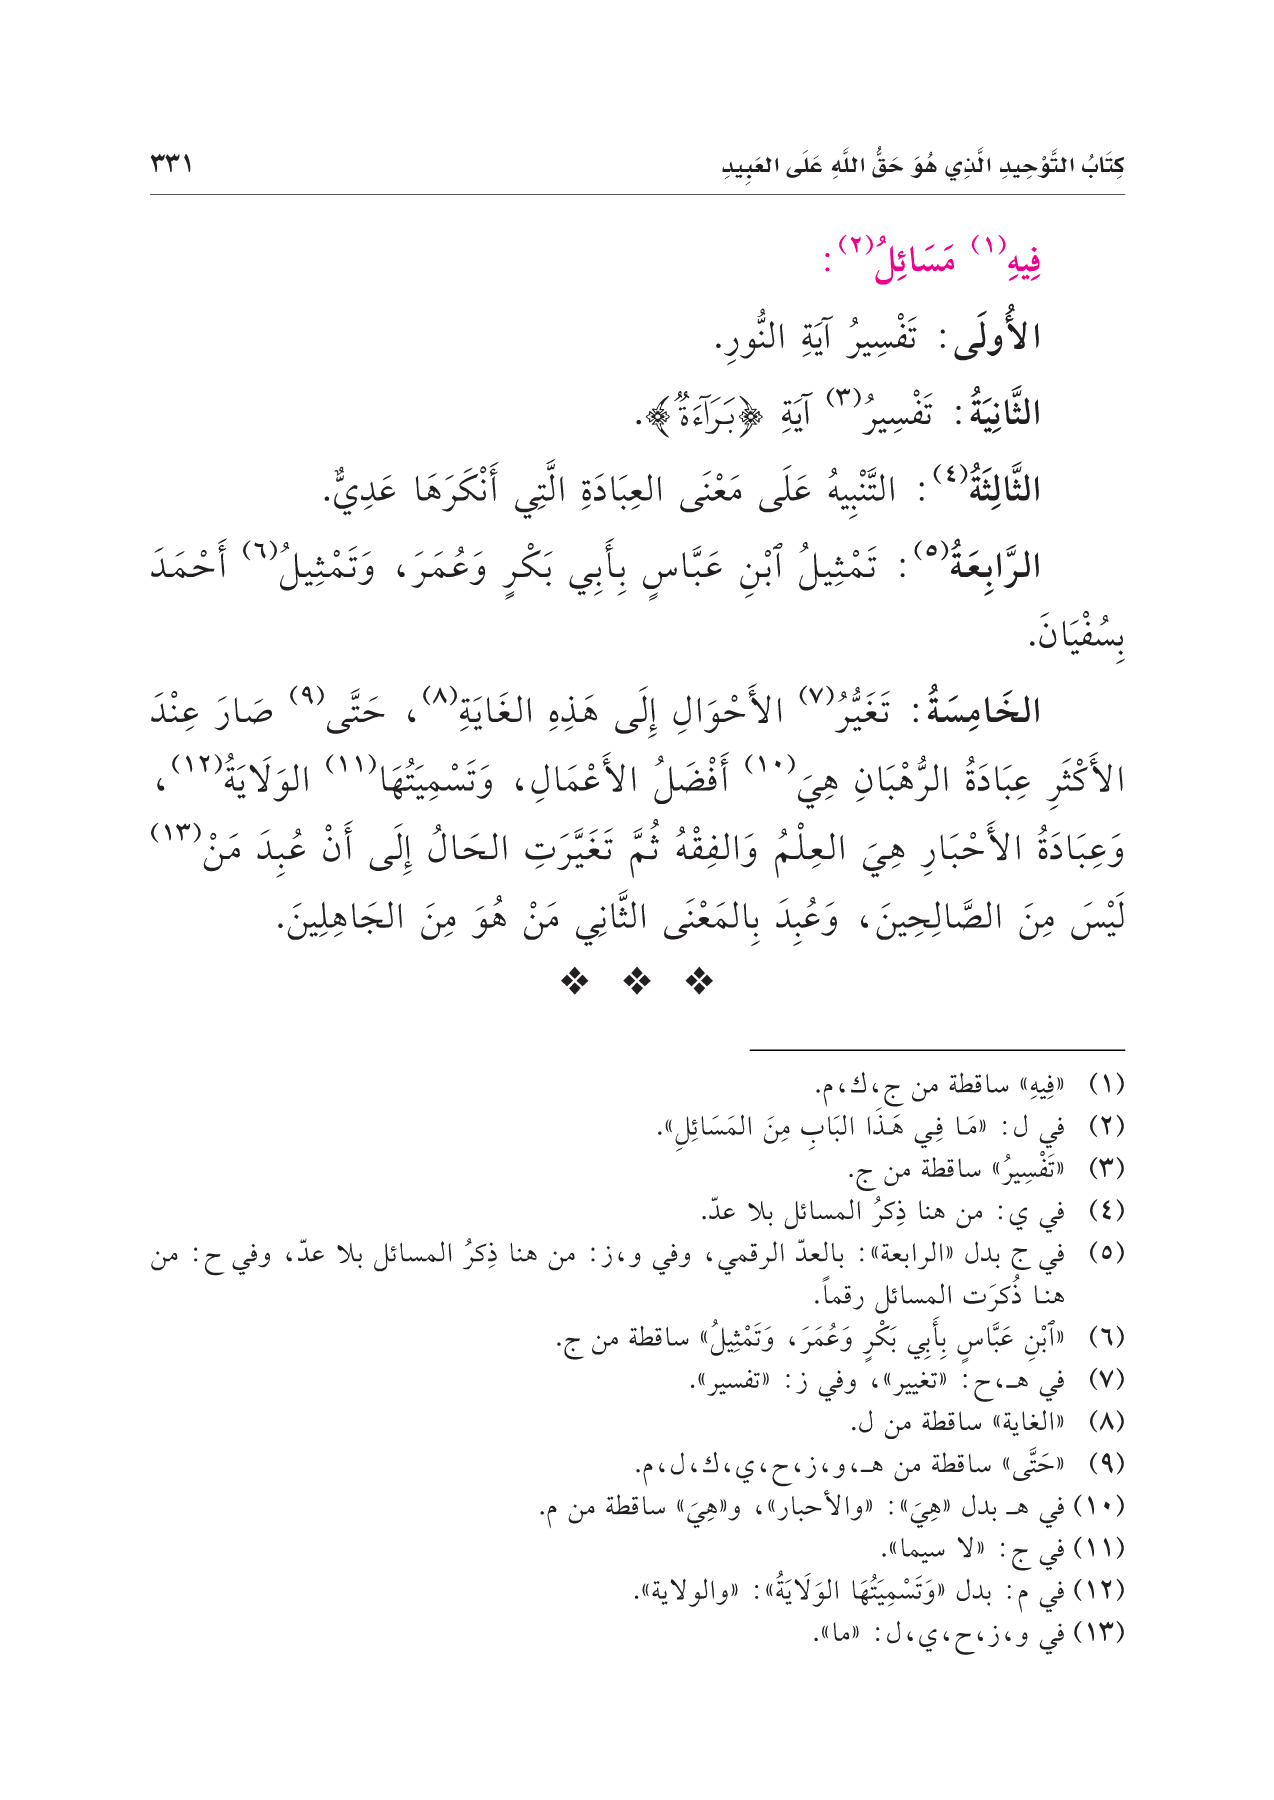 كِتَابُ التَّوْحِيدِ الَّذِي هُوَ حَقُّ اللَّهِ عَلَى العَبِيدِ ٣٣١
فِيهِ(١) مَسَائِلُ(٢):
الأُولَى: تَفْسِيرُ آيَةِ النُّورِ.
الثَّانِيَةُ: تَفْسِيرُ(٣) آيَةِ ﴿بَرَآءَةٌ﴾.
الثَّالِثَةُ(٤): التَّنْبِيهُ عَلَى مَعْنَى العِبَادَةِ الَّتِي أَنْكَرَهَا عَدِيٌّ.
الرَّابِعَةُ(٥): تَمْثِيلُ ٱبْنِ عَبَّاسٍ بِأَبِي بَكْرٍ وَعُمَرَ، وَتَمْثِيلُ(٦) أَحْمَدَ
بِسُفْيَانَ.
الخَامِسَةُ: تَغَيُّرُ(٧) الأَحْوَالِ إِلَى هَذِهِ الغَايَةِ(٨)، حَتَّى(٩) صَارَ عِنْدَ
الأَكْثَرِ عِبَادَةُ الرُّهْبَانِ هِيَ(١٠) أَفْضَلُ الأَعْمَالِ، وَتَسْمِيَتُهَا(١١) الوَلَايَةُ(١٢)،
وَعِبَادَةُ الأَحْبَارِ هِيَ العِلْمُ وَالفِقْهُ ثُمَّ تَغَيَّرَتِ الحَالُ إِلَى أَنْ عُبِدَ مَنْ(١٣)
لَيْسَ مِنَ الصَّالِحِينَ، وَعُبِدَ بِالمَعْنَى الثَّانِي مَنْ هُوَ مِنَ الجَاهِلِينَ.
❖ ❖ ❖
(١) «فِيهِ» ساقطة من ج،ك،م.
(٢) في ل: «مَا فِي هَذَا البَابِ مِنَ المَسَائِلِ».
(٣) «تَفْسِيرُ» ساقطة من ج.
(٤) في ي: من هنا ذِكرُ المسائل بلا عدّ.
(٥) في ج بدل «الرابعة»: بالعدّ الرقمي، وفي و،ز: من هنا ذِكرُ المسائل بلا عدّ، وفي ح: من
هنا ذُكرَت المسائل رقماً.
(٦) «ٱبْنِ عَبَّاسٍ بِأَبِي بَكْرٍ وَعُمَرَ، وَتَمْثِيلُ» ساقطة من ج.
(٧) في هـ،ح: «تغيير»، وفي ز: «تفسير».
(٨) «الغاية» ساقطة من ل.
(٩) «حَتَّى» ساقطة من هـ،و،ز،ح،ي،ك،ل،م.
(١٠) في هـ بدل «هِيَ»: «والأحبار»، و«هِيَ» ساقطة من م.
(١١) في ج: «لا سيما».
(١٢) في م: بدل «وَتَسْمِيَتُهَا الوَلَايَةُ»: «والولاية».
(١٣) في و،ز،ح،ي،ل: «ما».